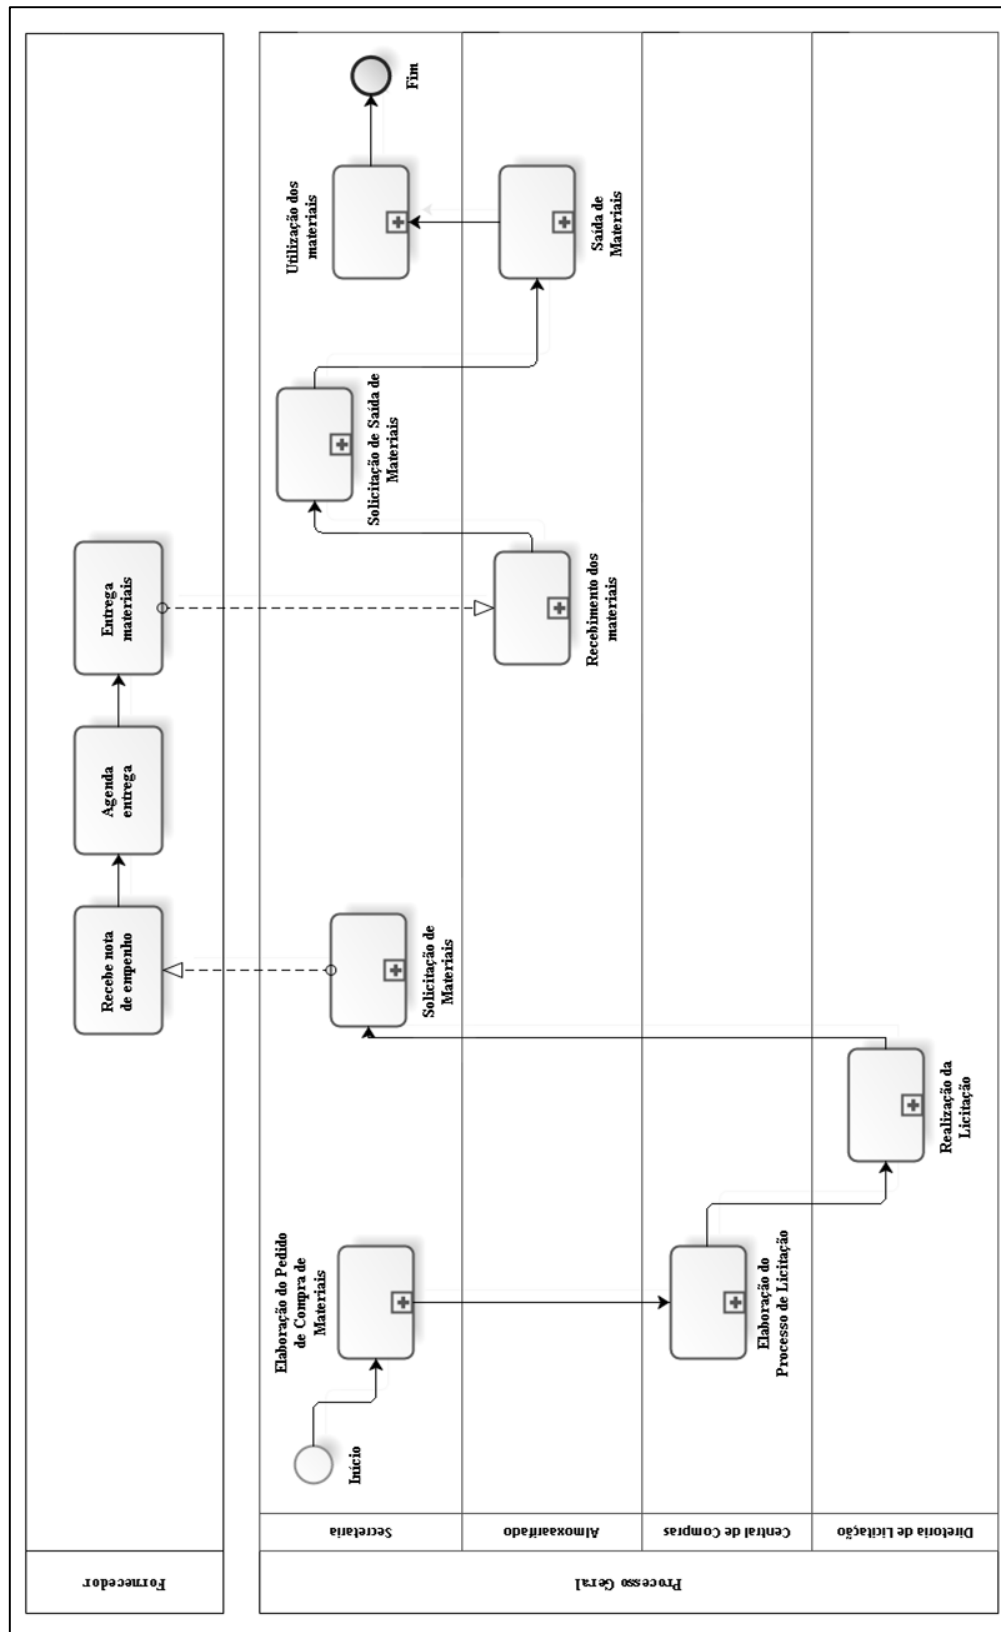 Fornecedor
Recebe nota
de empenho
Agenda
entrega
Entrega
materiais
Processo Geral
Secretaria
Início
Elaboração do Pedido
de Compra de
Materiais
Solicitação de
Materiais
Solicitação de Saída de
Materiais
Utilização dos
materiais
Fim
Almoxarifado
Recebimento dos
materiais
Saída de
Materiais
Central de Compras
Elaboração do
Processo de Licitação
Diretoria de Licitação
Realização da
Licitação